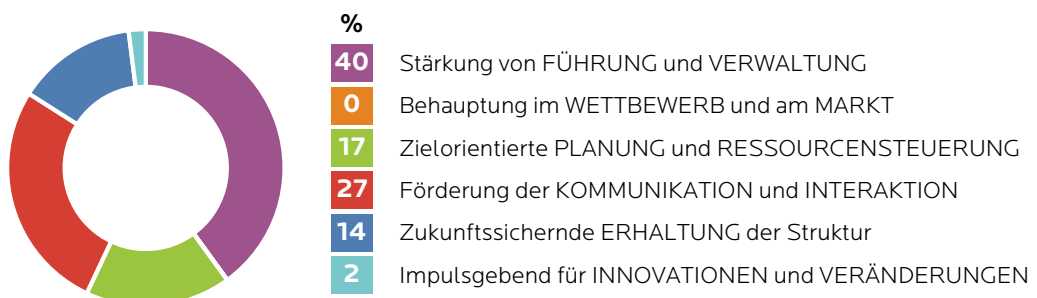 %
40 Stärkung von FÜHRUNG und VERWALTUNG
0 Behauptung im WETTBEWERB und am MARKT
17 Zielorientierte PLANUNG und RESSOURCENSTEUERUNG
27 Förderung der KOMMUNIKATION und INTERAKTION
14 Zukunftssichernde ERHALTUNG der Struktur
2 Impulsgebend für INNOVATIONEN und VERÄNDERUNGEN